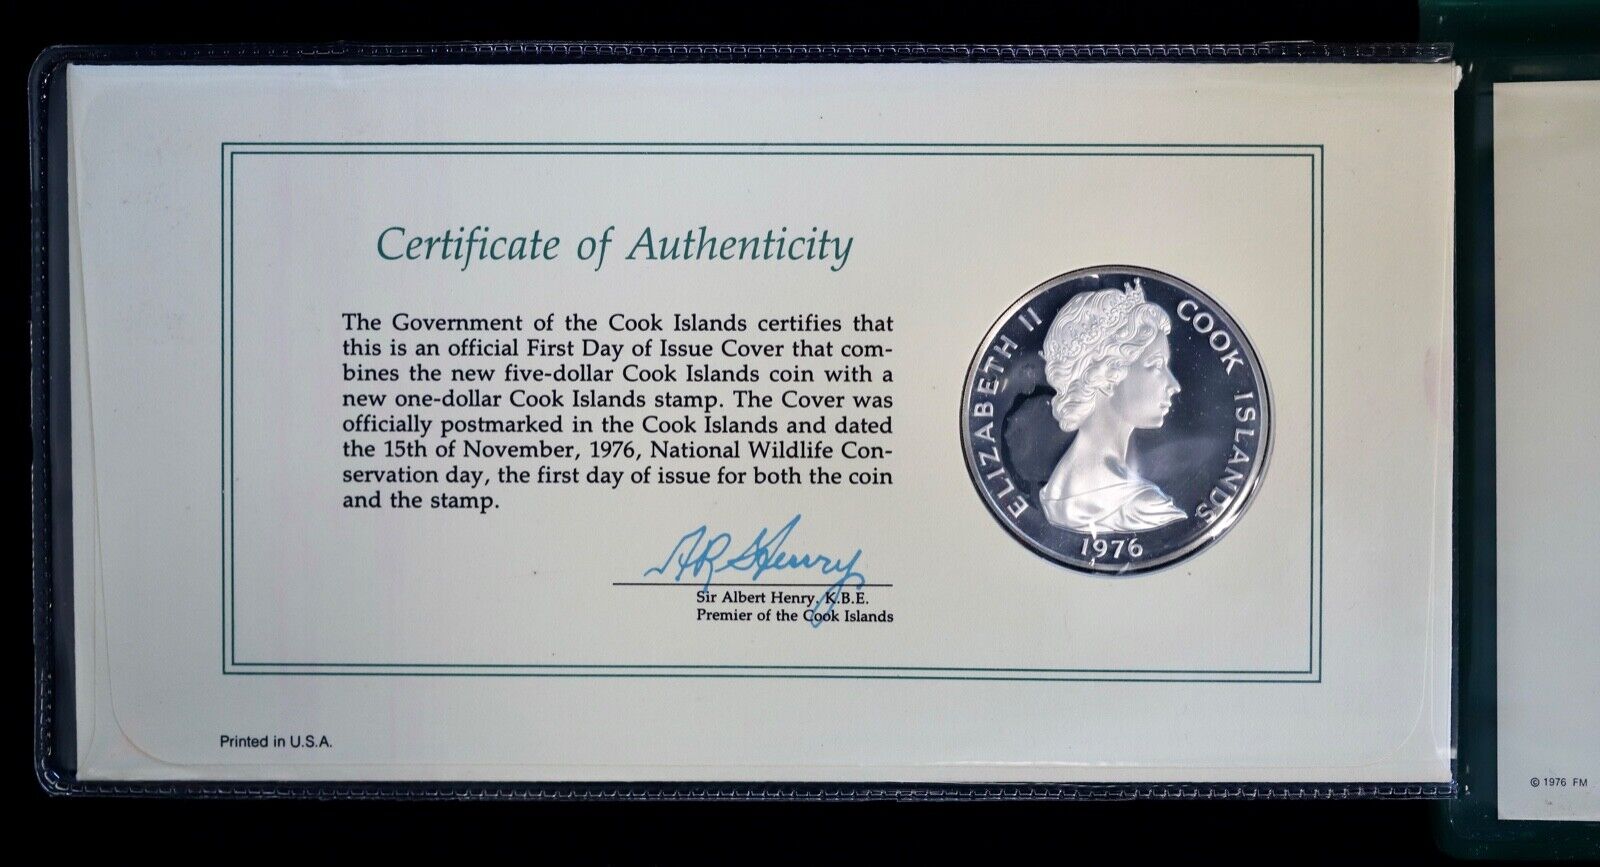 Certificate of Authenticity
The Government of the Cook Islands certifies that
this is an official First Day of Issue Cover that com-
bines the new five-dollar Cook Islands coin with a
new one-dollar Cook Islands stamp. The Cover was
officially postmarked in the Cook Islands and dated
the 15th of November, 1976, National Wildlife Con-
servation day, the first day of issue for both the coin
and the stamp.
A R Henry
Sir Albert Henry, K.B.E.
Premier of the Cook Islands
ELIZABETH II
COOK ISLANDS
1976
Printed in U.S.A.
© 1976 FM